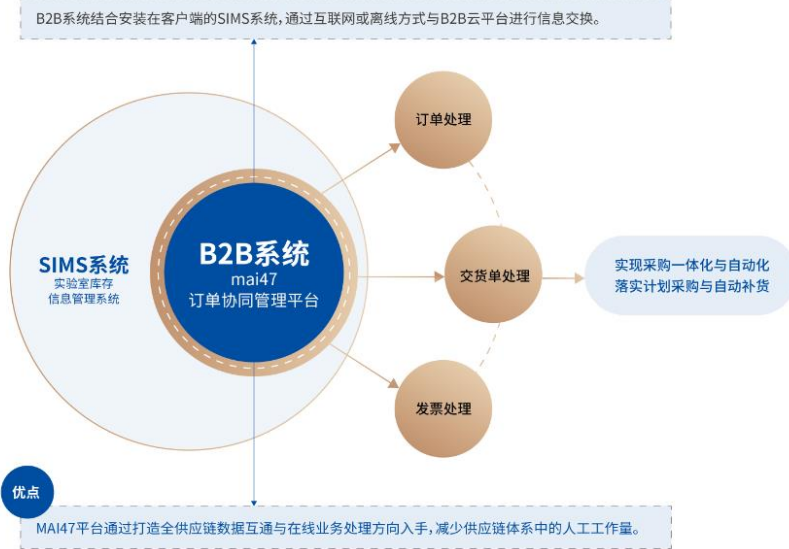 B2B系统结合安装在客户端的SIMS系统,通过互联网或离线方式与B2B云平台进行信息交换。
订单处理
SIMS系统
实验室库存
信息管理系统
B2B系统
mai47
订单协同管理平台
交货单处理
实现采购一体化与自动化
落实计划采购与自动补货
发票处理
优点
MAI47平台通过打造全供应链数据互通与在线业务处理方向入手,减少供应链体系中的人工工作量。